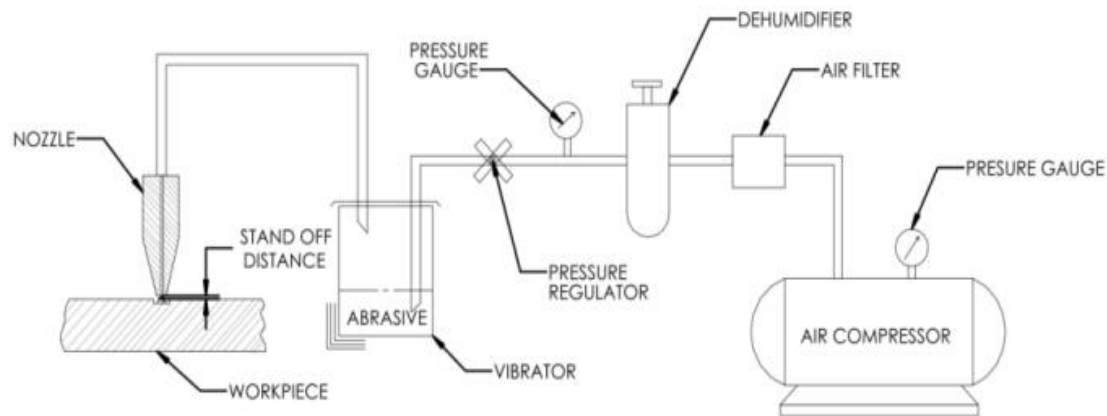 DEHUMIDIFIER
PRESSURE
GAUGE
AIR FILTER
NOZZLE
PRESURE GAUGE
STAND OFF
DISTANCE
PRESSURE
REGULATOR
ABRASIVE
AIR COMPRESSOR
VIBRATOR
WORKPIECE